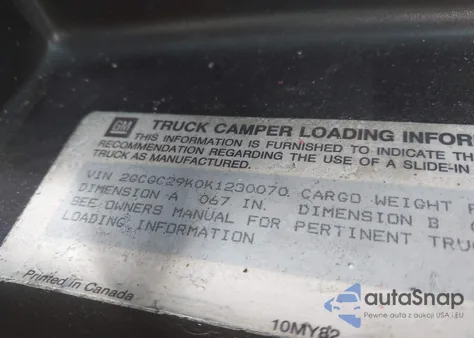 GM
TRUCK CAMPER LOADING INFOR
THIS INFORMATION IS FURNISHED TO INDICATE THE
RECOMMENDATION REGARDING THE USE OF A SLIDE-IN
TRUCK AS MANUFACTURED.
VIN 2GCGC29K0K1230070 CARGO WEIGHT
DIMENSION A 067 IN. DIMENSION B
SEE OWNERS MANUAL FOR PERTINENT TRU
LOADING INFORMATION
Printed in Canada
10MY82
autaSnap
Pewne auta z aukcji USA i EU